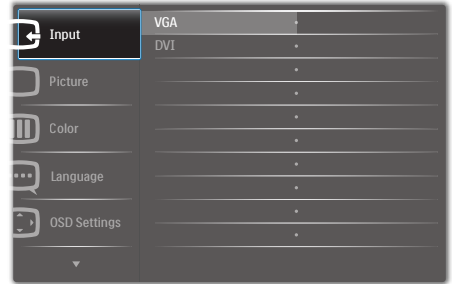 Input
VGA
DVI
Picture
Color
Language
OSD Settings